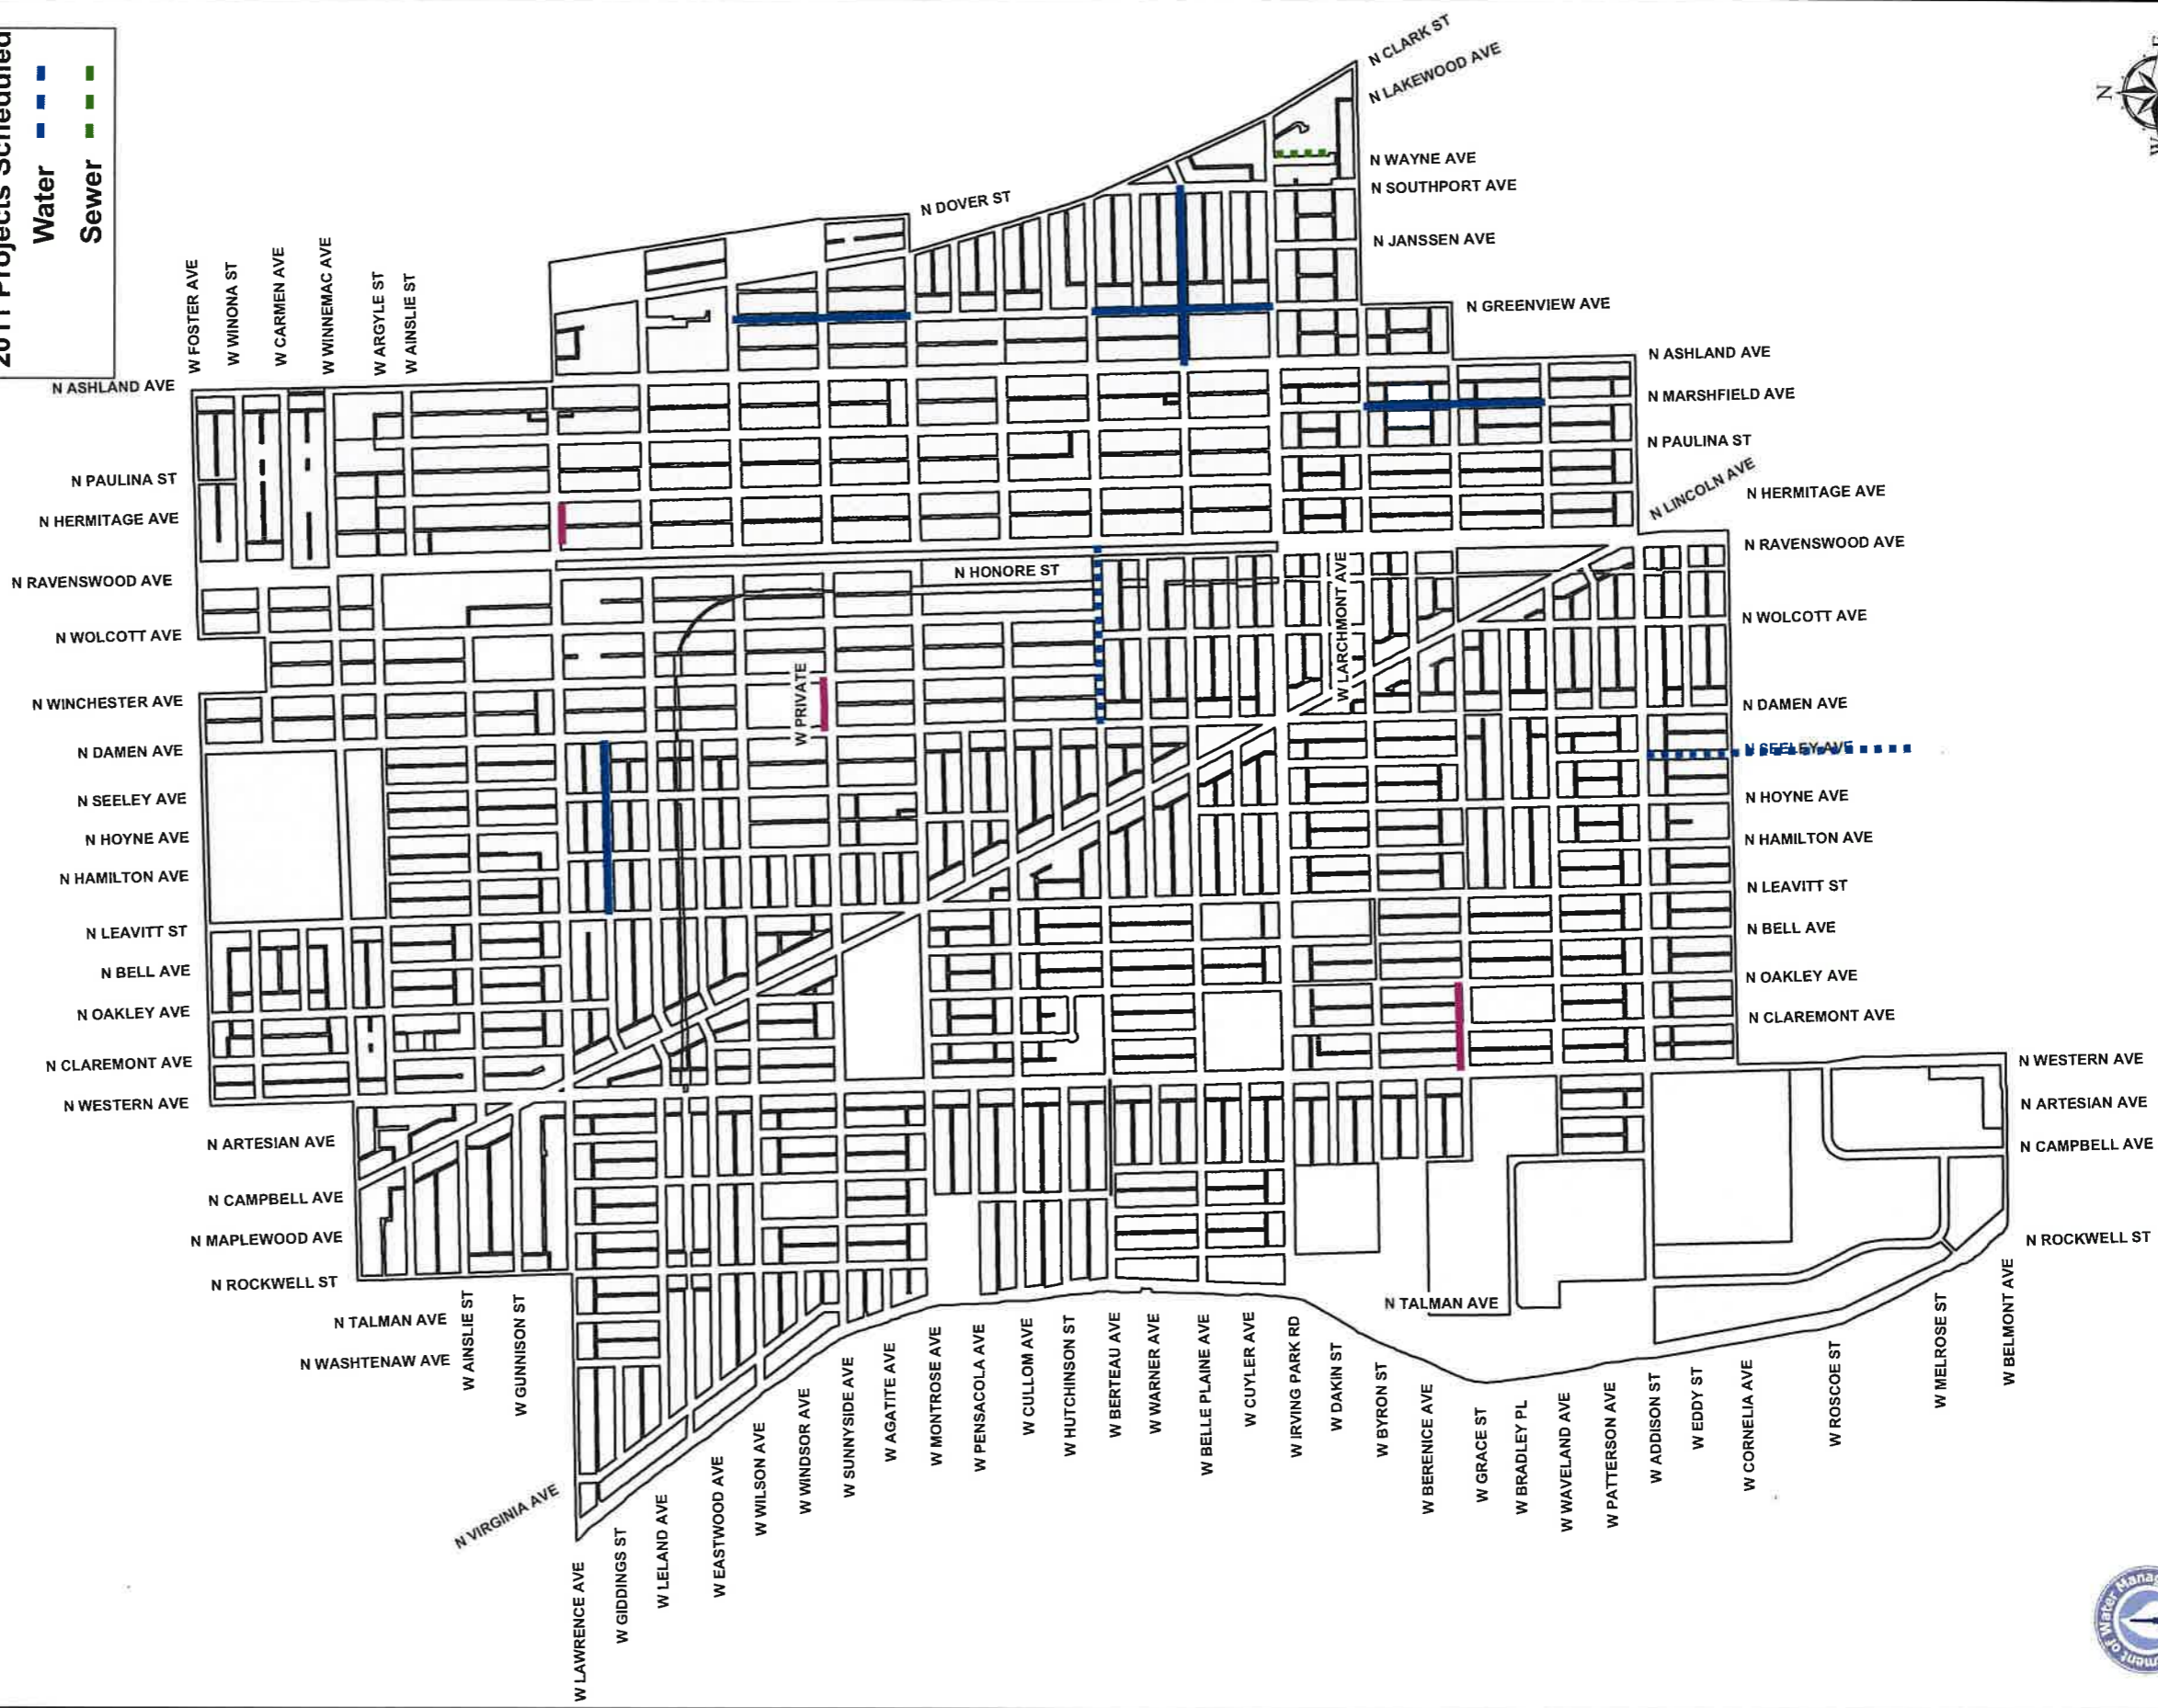 2011 Projects Scheduled
Water
Sewer
N CLARK ST
N LAKEWOOD AVE
N WAYNE AVE
N SOUTHPORT AVE
N DOVER ST
N JANSSEN AVE
N GREENVIEW AVE
N ASHLAND AVE
N MARSHFIELD AVE
N PAULINA ST
N LINCOLN AVE
N HERMITAGE AVE
N RAVENSWOOD AVE
N WOLCOTT AVE
N DAMEN AVE
N SEELEY AVE
N HOYNE AVE
N HAMILTON AVE
N LEAVITT ST
N BELL AVE
N OAKLEY AVE
N CLAREMONT AVE
N WESTERN AVE
N ARTESIAN AVE
N CAMPBELL AVE
N ROCKWELL ST
N
W FOSTER AVE
W WINONA ST
W CARMEN AVE
W WINNEMAC AVE
W ARGYLE ST
W AINSLIE ST
N ASHLAND AVE
N PAULINA ST
N HERMITAGE AVE
N RAVENSWOOD AVE
N WOLCOTT AVE
N WINCHESTER AVE
N DAMEN AVE
N SEELEY AVE
N HOYNE AVE
N HAMILTON AVE
N LEAVITT ST
N BELL AVE
N OAKLEY AVE
N CLAREMONT AVE
N WESTERN AVE
N ARTESIAN AVE
N CAMPBELL AVE
N MAPLEWOOD AVE
N ROCKWELL ST
N TALMAN AVE
N WASHTENAW AVE
N HONORE ST
W LARCHMONT AVE
W PRIVATE
N TALMAN AVE
W AINSLIE ST
W GUNNISON ST
N VIRGINIA AVE
W LAWRENCE AVE
W GIDDINGS ST
W LELAND AVE
W EASTWOOD AVE
W WILSON AVE
W WINDSOR AVE
W SUNNYSIDE AVE
W AGATITE AVE
W MONTROSE AVE
W PENSACOLA AVE
W CULLOM AVE
W HUTCHINSON ST
W BERTEAU AVE
W WARNER AVE
W BELLE PLAINE AVE
W CUYLER AVE
W IRVING PARK RD
W DAKIN ST
W BYRON ST
W BERENICE AVE
W GRACE ST
W BRADLEY PL
W WAVELAND AVE
W PATTERSON AVE
W ADDISON ST
W EDDY ST
W CORNELIA AVE
W ROSCOE ST
W MELROSE ST
W BELMONT AVE
of Water